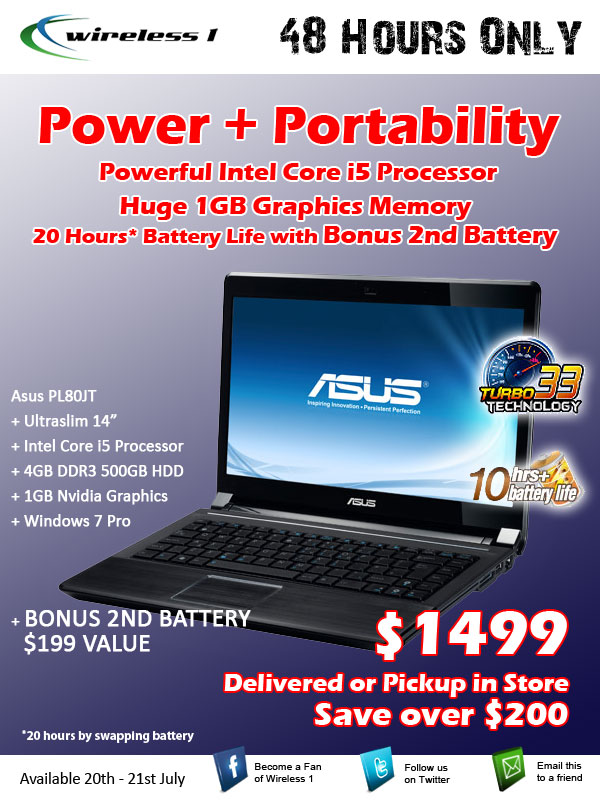 wireless 1
48 Hours Only
Power + Portability
Powerful Intel Core i5 Processor
Huge 1GB Graphics Memory
20 Hours* Battery Life with Bonus 2nd Battery
ASUS®
Inspiring Innovation • Persistent Perfection
ASUS
TURBO 33
TECHNOLOGY
10 hrs+
battery life
Asus PL80JT
+ Ultraslim 14”
+ Intel Core i5 Processor
+ 4GB DDR3 500GB HDD
+ 1GB Nvidia Graphics
+ Windows 7 Pro
+ BONUS 2ND BATTERY
$199 VALUE
$1499
Delivered or Pickup in Store
Save over $200
*20 hours by swapping battery
Available 20th - 21st July
f
Become a Fan
of Wireless 1
t
Follow us
on Twitter
Email this
to a friend